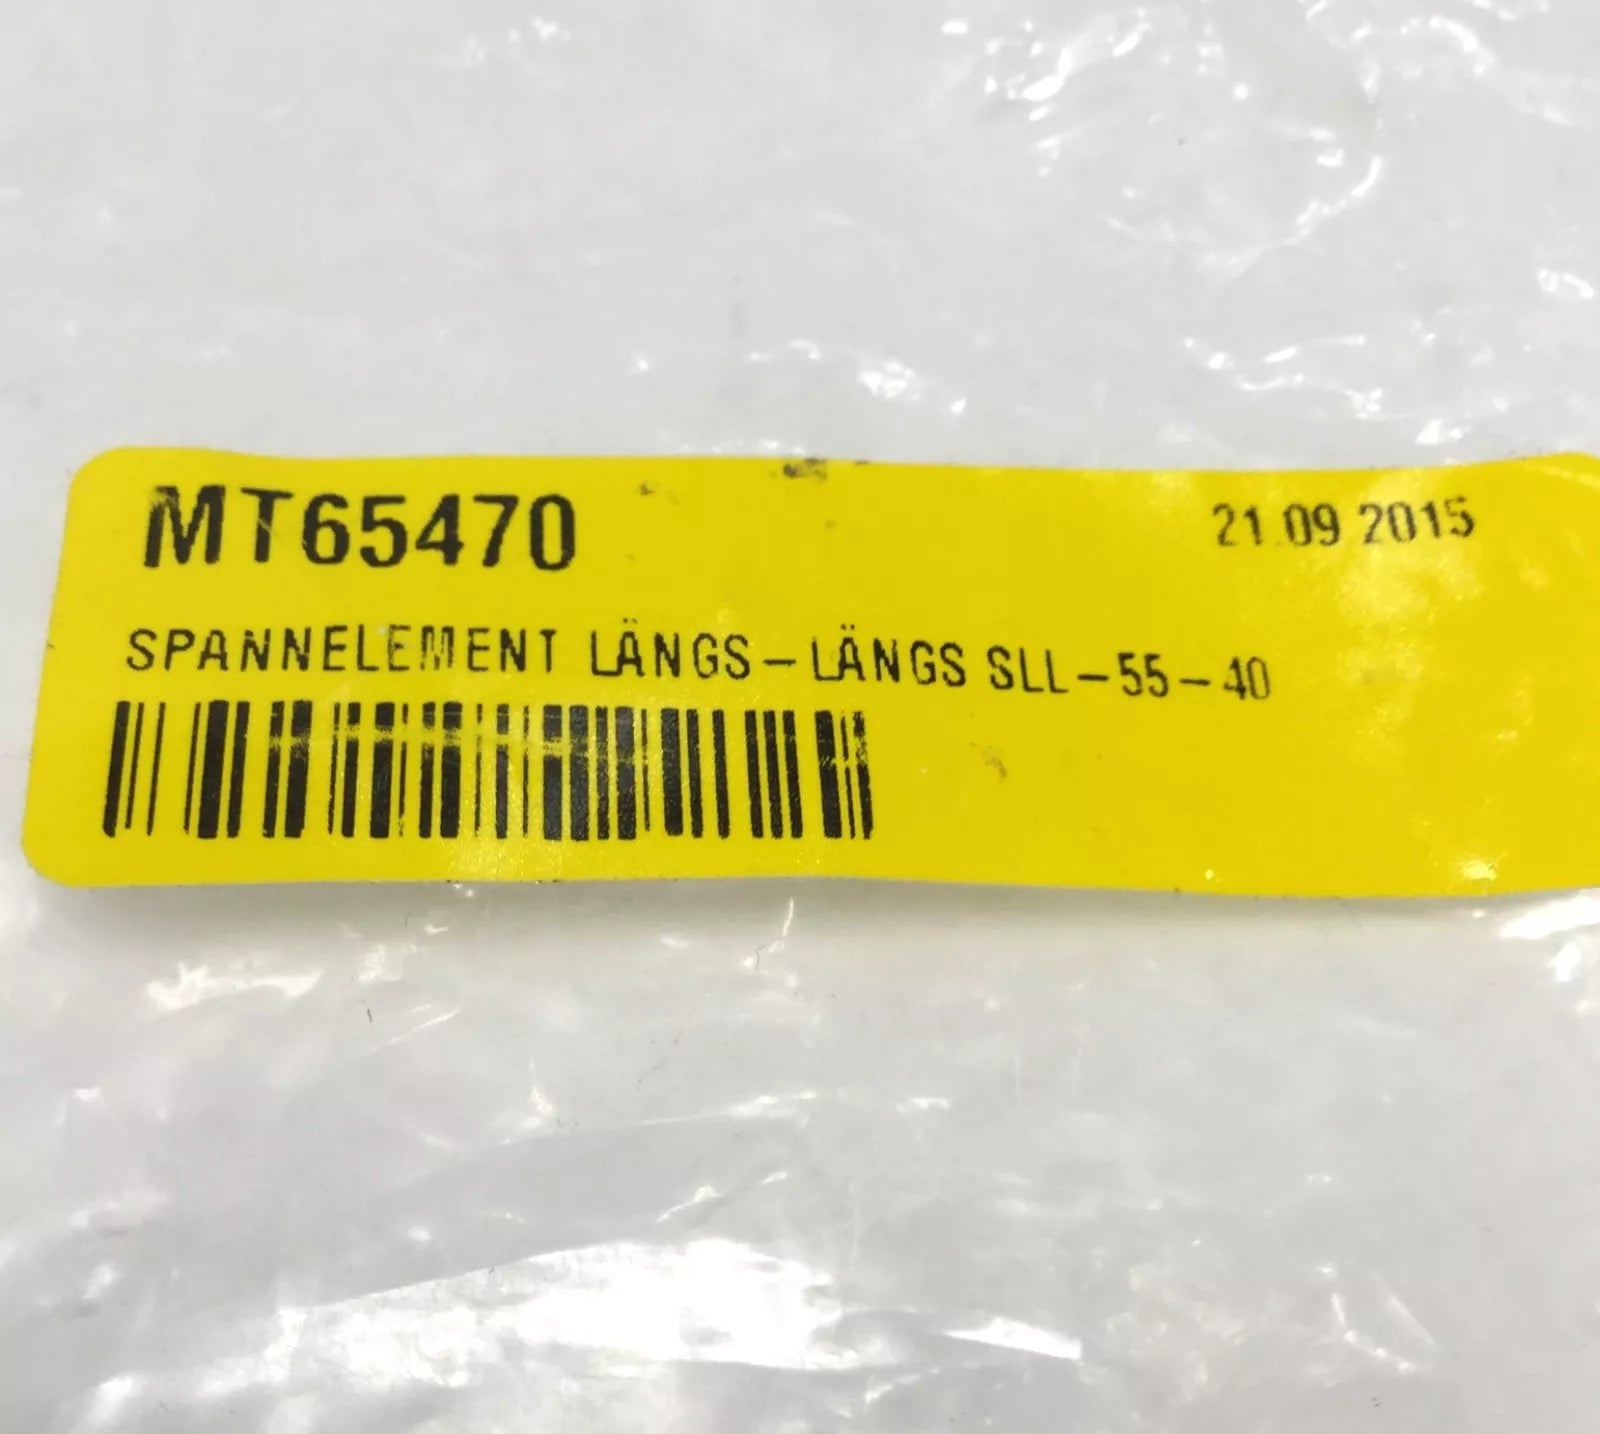 MT65470
21.09 2015
SPANNELEMENT LÄNGS-LÄNGS SLL-55-40